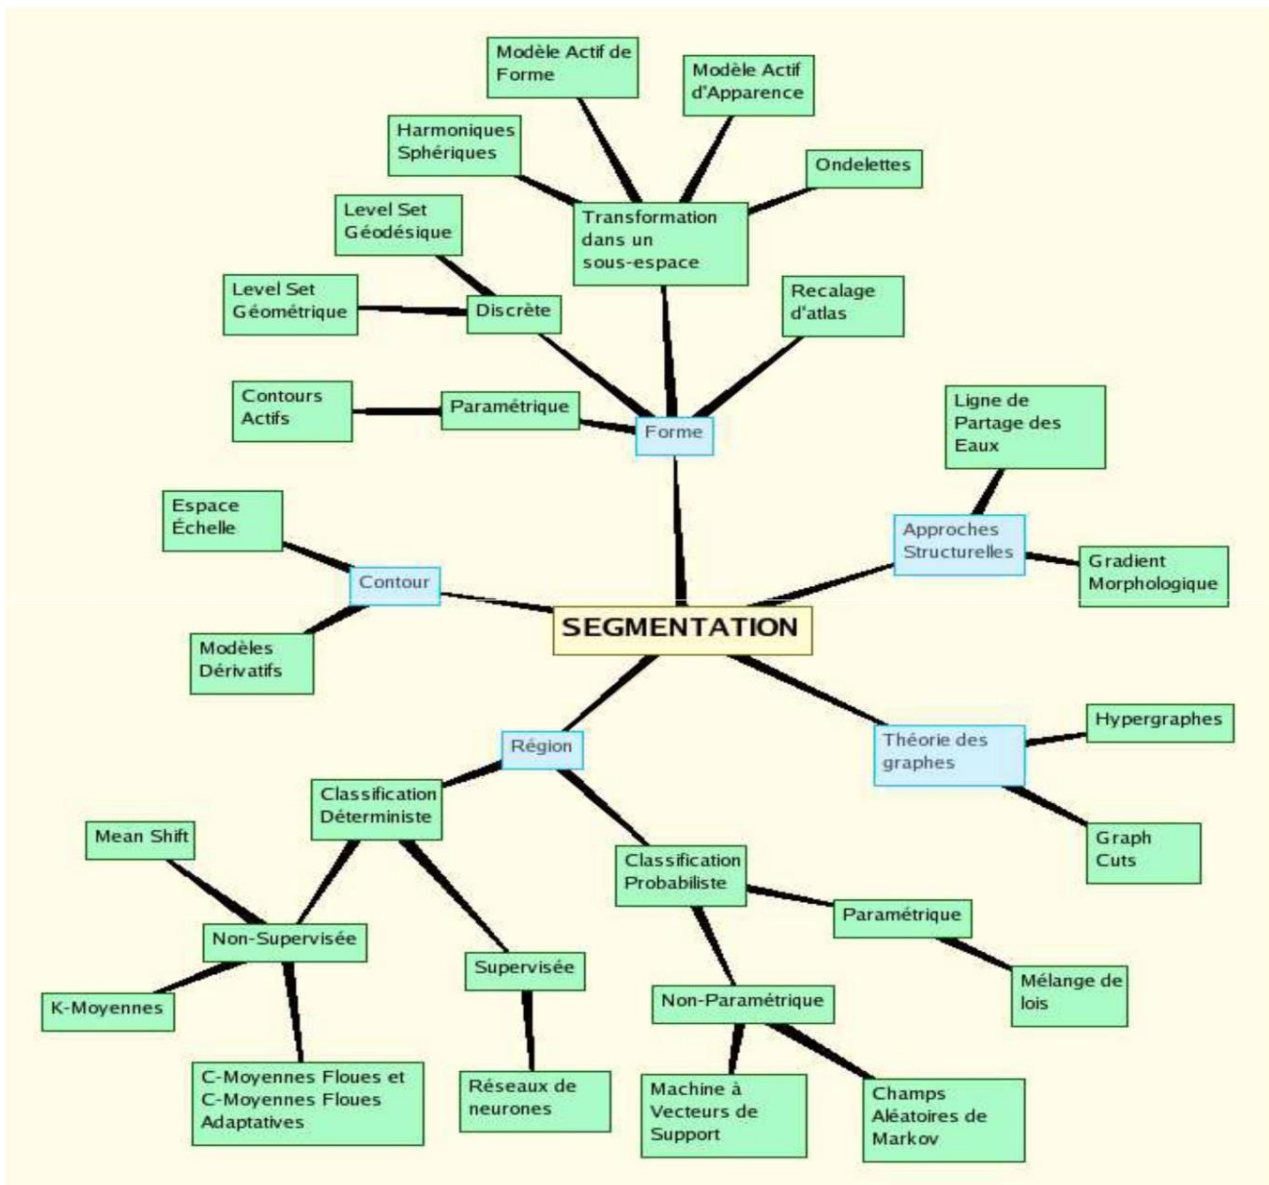 Modèle Actif de
Forme
Modèle Actif
d'Apparence
Harmoniques
Sphériques
Ondelettes
Level Set
Géodésique
Transformation
dans un
sous-espace
Level Set
Géométrique
Discrète
Recalage
d'atlas
Contours
Actifs
Paramétrique
Forme
Ligne de
Partage des
Eaux
Espace
Échelle
Approches
Structurelles
Contour
Gradient
Morphologique
SEGMENTATION
Modèles
Dérivatifs
Région
Théorie des
graphes
Hypergraphes
Classification
Déterministe
Mean Shift
Graph
Cuts
Classification
Probabiliste
Paramétrique
Non-Supervisée
Supervisée
Mélange de
lois
K-Moyennes
Non-Paramétrique
C-Moyennes Floues et
C-Moyennes Floues
Adaptatives
Réseaux de
neurones
Machine à
Vecteurs de
Support
Champs
Aléatoires de
Markov